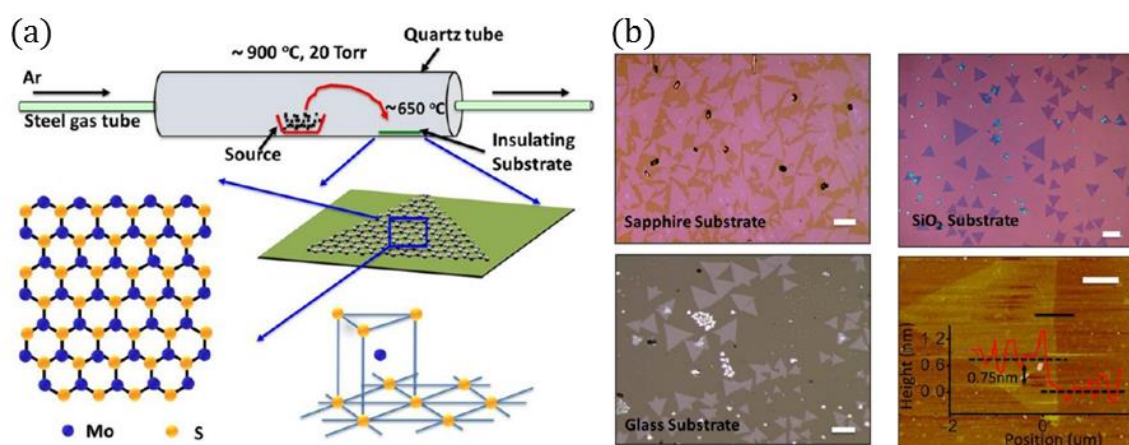 (a)
~ 900 °C, 20 Torr
Quartz tube
Ar
Steel gas tube
~650 °C
Source
Insulating
Substrate
Mo
S
(b)
Sapphire Substrate
SiO₂ Substrate
Glass Substrate
Height (nm)
1.2
0.6
0.0
0.75nm
-2
0
Position (um)